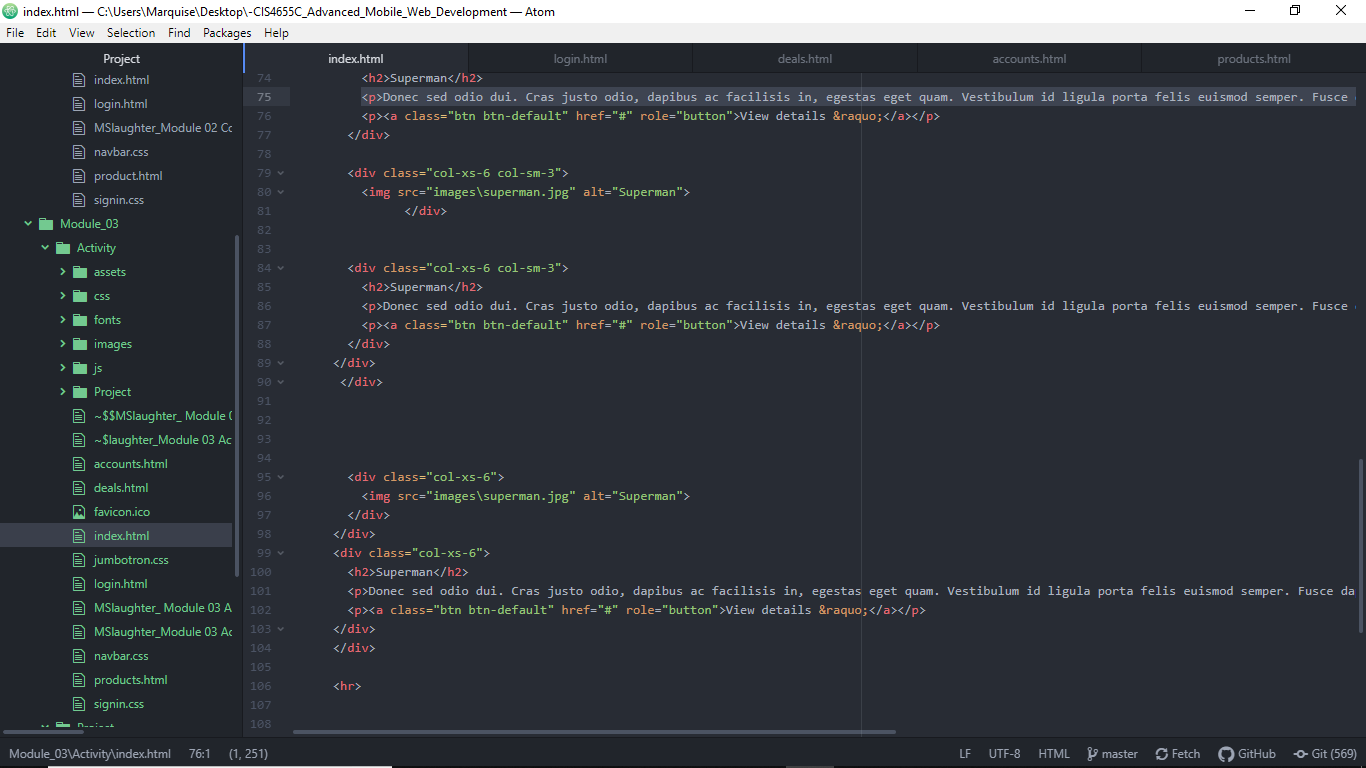 index.html — C:\Users\Marquise\Desktop\-CIS4655C_Advanced_Mobile_Web_Development — Atom
File Edit View Selection Find Packages Help
Project
index.html
login.html
MSlaughter_Module 02 Co
navbar.css
product.html
signin.css
Module_03
Activity
assets
css
fonts
images
js
Project
~$$MSlaughter_ Module 0
~$laughter_Module 03 Ac
accounts.html
deals.html
favicon.ico
index.html
jumbotron.css
login.html
MSlaughter_ Module 03 A
MSlaughter_Module 03 Ac
navbar.css
products.html
signin.css
Project
index.html login.html deals.html accounts.html products.html
74 <h2>Superman</h2>
75 <p>Donec sed odio dui. Cras justo odio, dapibus ac facilisis in, egestas eget quam. Vestibulum id ligula porta felis euismod semper. Fusce
76 <p><a class="btn btn-default" href="#" role="button">View details &raquo;</a></p>
77 </div>
78
79 <div class="col-xs-6 col-sm-3">
80 <img src="images\superman.jpg" alt="Superman">
81 </div>
82
83
84 <div class="col-xs-6 col-sm-3">
85 <h2>Superman</h2>
86 <p>Donec sed odio dui. Cras justo odio, dapibus ac facilisis in, egestas eget quam. Vestibulum id ligula porta felis euismod semper. Fusce
87 <p><a class="btn btn-default" href="#" role="button">View details &raquo;</a></p>
88 </div>
89 </div>
90 </div>
91
92
93
94
95 <div class="col-xs-6">
96 <img src="images\superman.jpg" alt="Superman">
97 </div>
98 </div>
99 <div class="col-xs-6">
100 <h2>Superman</h2>
101 <p>Donec sed odio dui. Cras justo odio, dapibus ac facilisis in, egestas eget quam. Vestibulum id ligula porta felis euismod semper. Fusce da
102 <p><a class="btn btn-default" href="#" role="button">View details &raquo;</a></p>
103 </div>
104 </div>
105
106 <hr>
107
108
Module_03\Activity\index.html 76:1 (1, 251) LF UTF-8 HTML master Fetch GitHub Git (569)